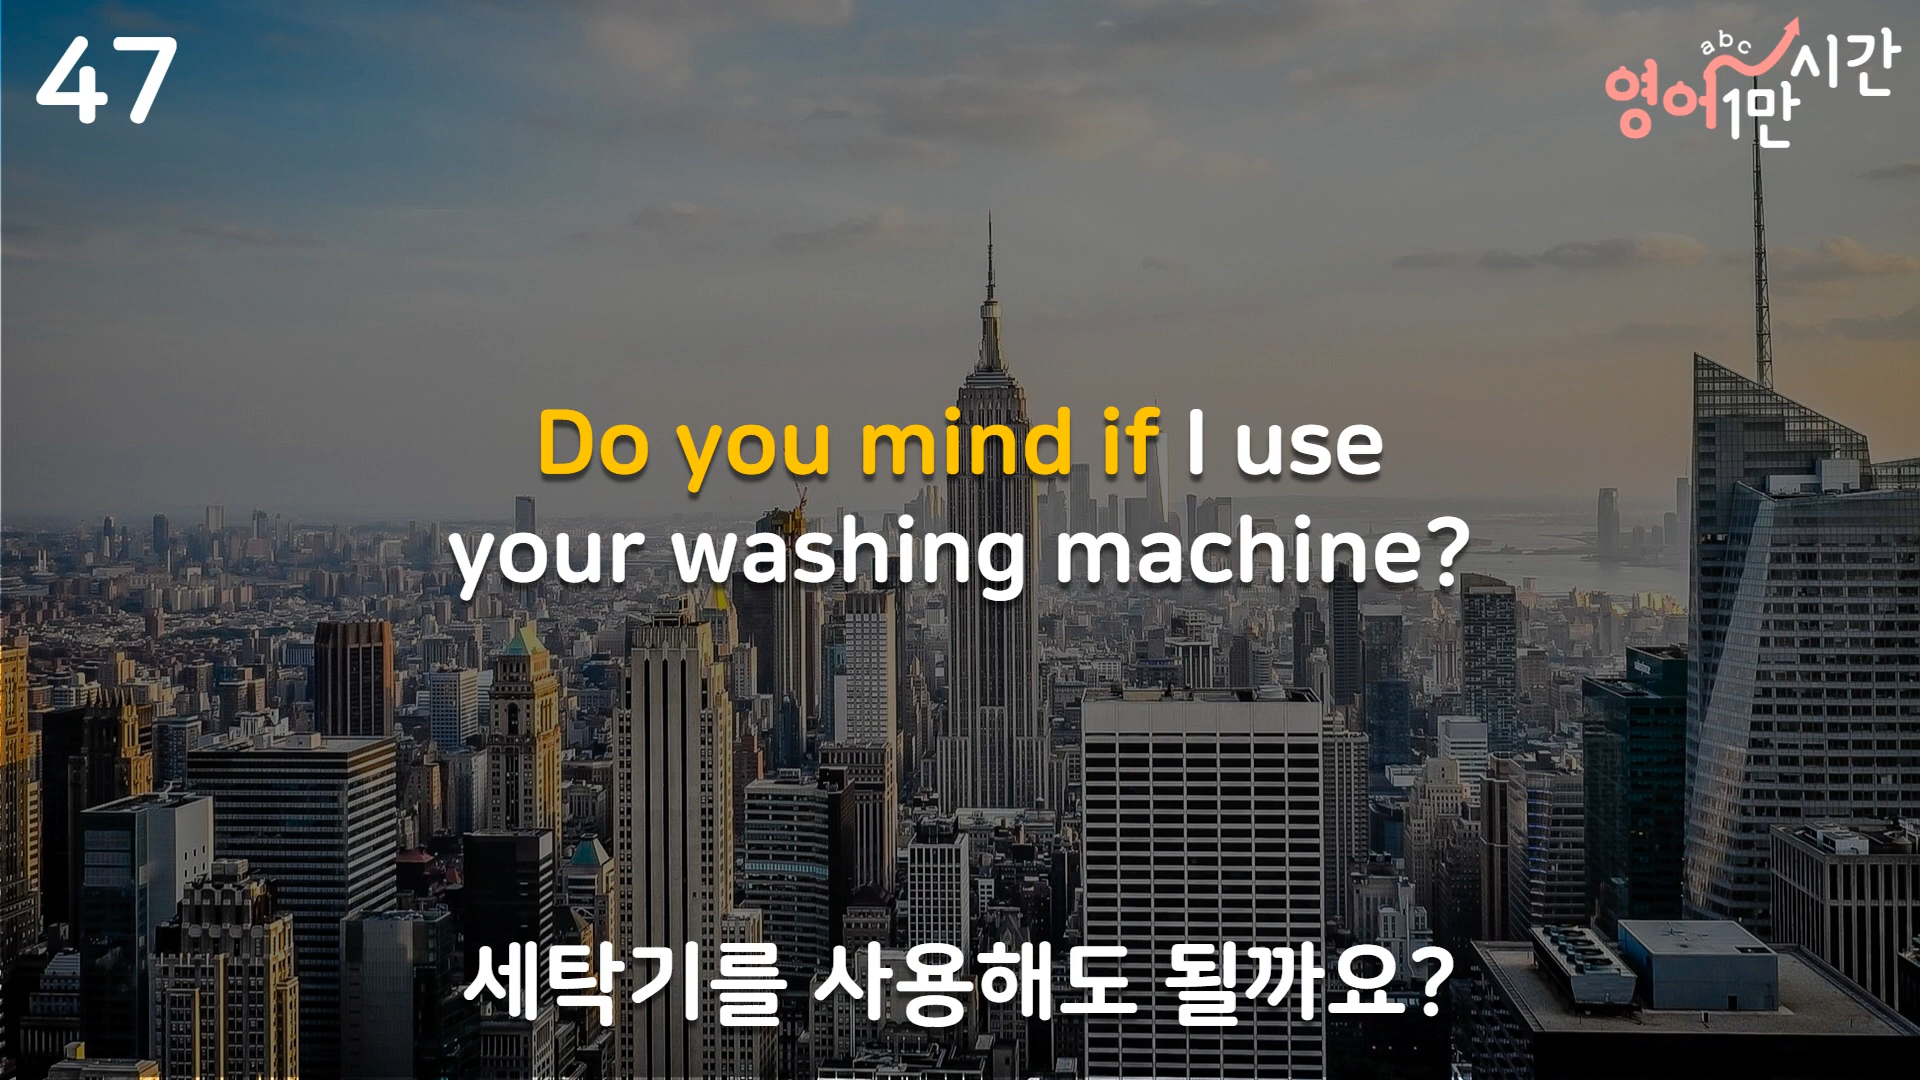 47
abc
영어1만시간
Do you mind if I use
your washing machine?
세탁기를 사용해도 될까요?